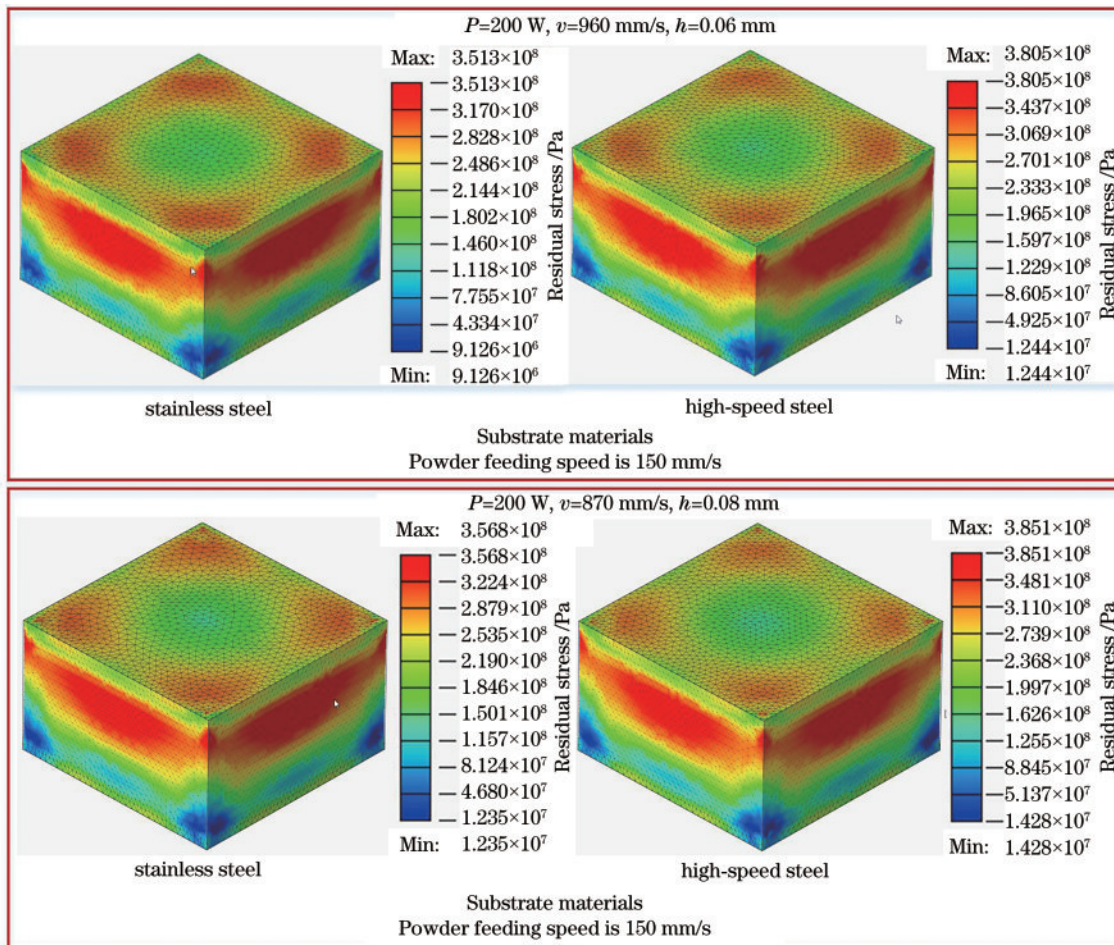 P=200 W, v=960 mm/s, h=0.06 mm
Max: 3.513×10⁸
3.513×10⁸
3.170×10⁸
2.828×10⁸
2.486×10⁸
2.144×10⁸
1.802×10⁸
1.460×10⁸
1.118×10⁸
7.755×10⁷
4.334×10⁷
9.126×10⁶
Min: 9.126×10⁶
Residual stress /Pa
stainless steel
Max: 3.805×10⁸
3.805×10⁸
3.437×10⁸
3.069×10⁸
2.701×10⁸
2.333×10⁸
1.965×10⁸
1.597×10⁸
1.229×10⁸
8.605×10⁷
4.925×10⁷
1.244×10⁷
Min: 1.244×10⁷
Residual stress /Pa
high-speed steel
Substrate materials
Powder feeding speed is 150 mm/s
P=200 W, v=870 mm/s, h=0.08 mm
Max: 3.568×10⁸
3.568×10⁸
3.224×10⁸
2.879×10⁸
2.535×10⁸
2.190×10⁸
1.846×10⁸
1.501×10⁸
1.157×10⁸
8.124×10⁷
4.680×10⁷
1.235×10⁷
Min: 1.235×10⁷
Residual stress /Pa
stainless steel
Max: 3.851×10⁸
3.851×10⁸
3.481×10⁸
3.110×10⁸
2.739×10⁸
2.368×10⁸
1.997×10⁸
1.626×10⁸
1.255×10⁸
8.845×10⁷
5.137×10⁷
1.428×10⁷
Min: 1.428×10⁷
Residual stress /Pa
high-speed steel
Substrate materials
Powder feeding speed is 150 mm/s